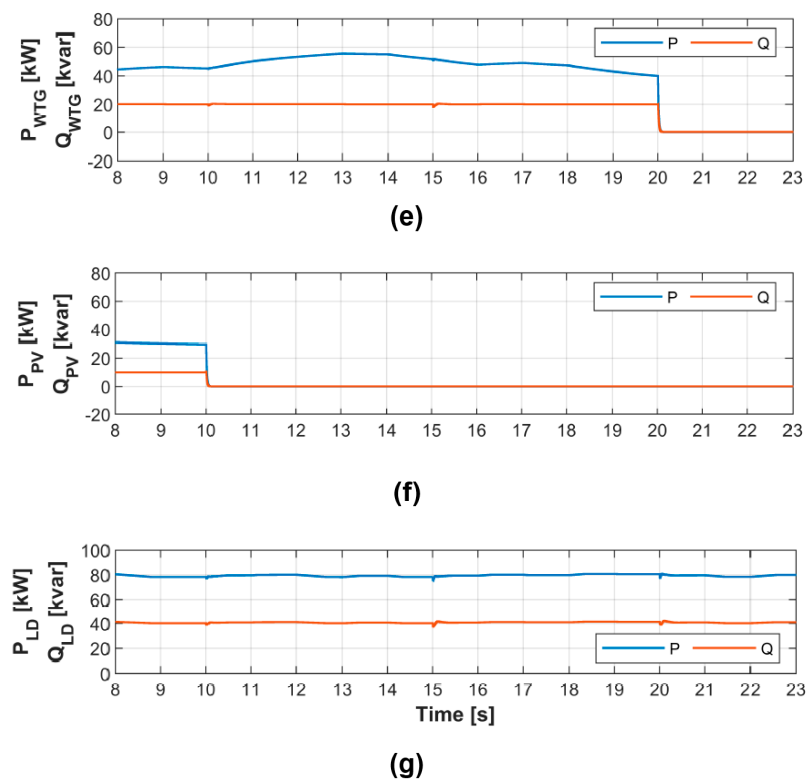 80
60
40
20
0
-20
P_WTG [kW]
Q_WTG [kvar]
P Q
8 9 10 11 12 13 14 15 16 17 18 19 20 21 22 23
(e)
80
60
40
20
0
-20
P_PV [kW]
Q_PV [kvar]
P Q
8 9 10 11 12 13 14 15 16 17 18 19 20 21 22 23
(f)
100
80
60
40
20
0
P_LD [kW]
Q_LD [kvar]
P Q
8 9 10 11 12 13 14 15 16 17 18 19 20 21 22 23
Time [s]
(g)